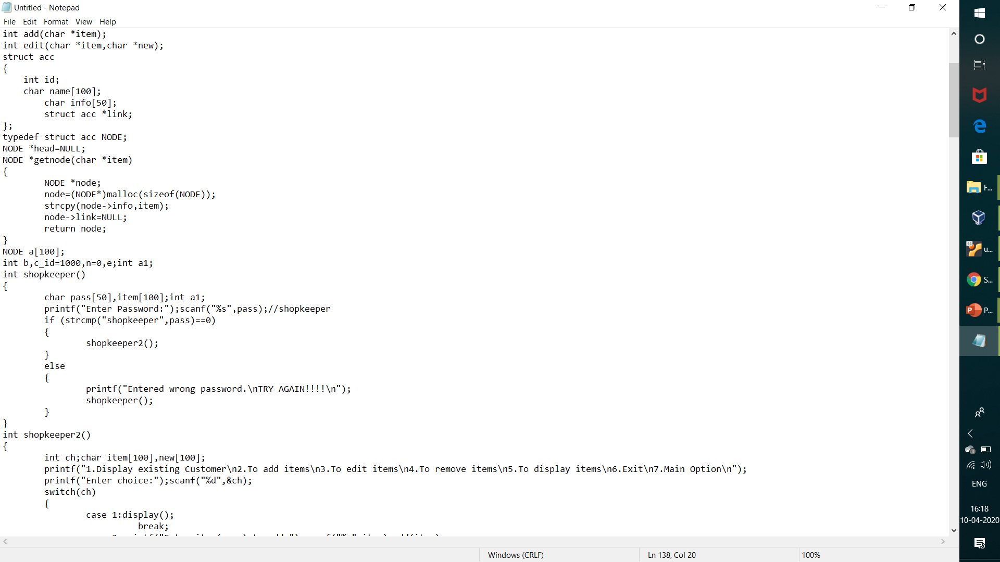 Untitled - Notepad
File Edit Format View Help
int add(char *item);
int edit(char *item,char *new);
struct acc
{
    int id;
    char name[100];
        char info[50];
        struct acc *link;
};
typedef struct acc NODE;
NODE *head=NULL;
NODE *getnode(char *item)
{
        NODE *node;
        node=(NODE*)malloc(sizeof(NODE));
        strcpy(node->info,item);
        node->link=NULL;
        return node;
}
NODE a[100];
int b,c_id=1000,n=0,e;int a1;
int shopkeeper()
{
        char pass[50],item[100];int a1;
        printf("Enter Password:");scanf("%s",pass);//shopkeeper
        if (strcmp("shopkeeper",pass)==0)
        {
                shopkeeper2();
        }
        else
        {
                printf("Entered wrong password.\nTRY AGAIN!!!!\n");
                shopkeeper();
        }
}
int shopkeeper2()
{
        int ch;char item[100],new[100];
        printf("1.Display existing Customer\n2.To add items\n3.To edit items\n4.To remove items\n5.To display items\n6.Exit\n7.Main Option\n");
        printf("Enter choice:");scanf("%d",&ch);
        switch(ch)
        {
                case 1:display();
                          break;
Windows (CRLF) Ln 138, Col 20 100%
F...
64
u...
S...
P...
ENG
16:18
10-04-2020